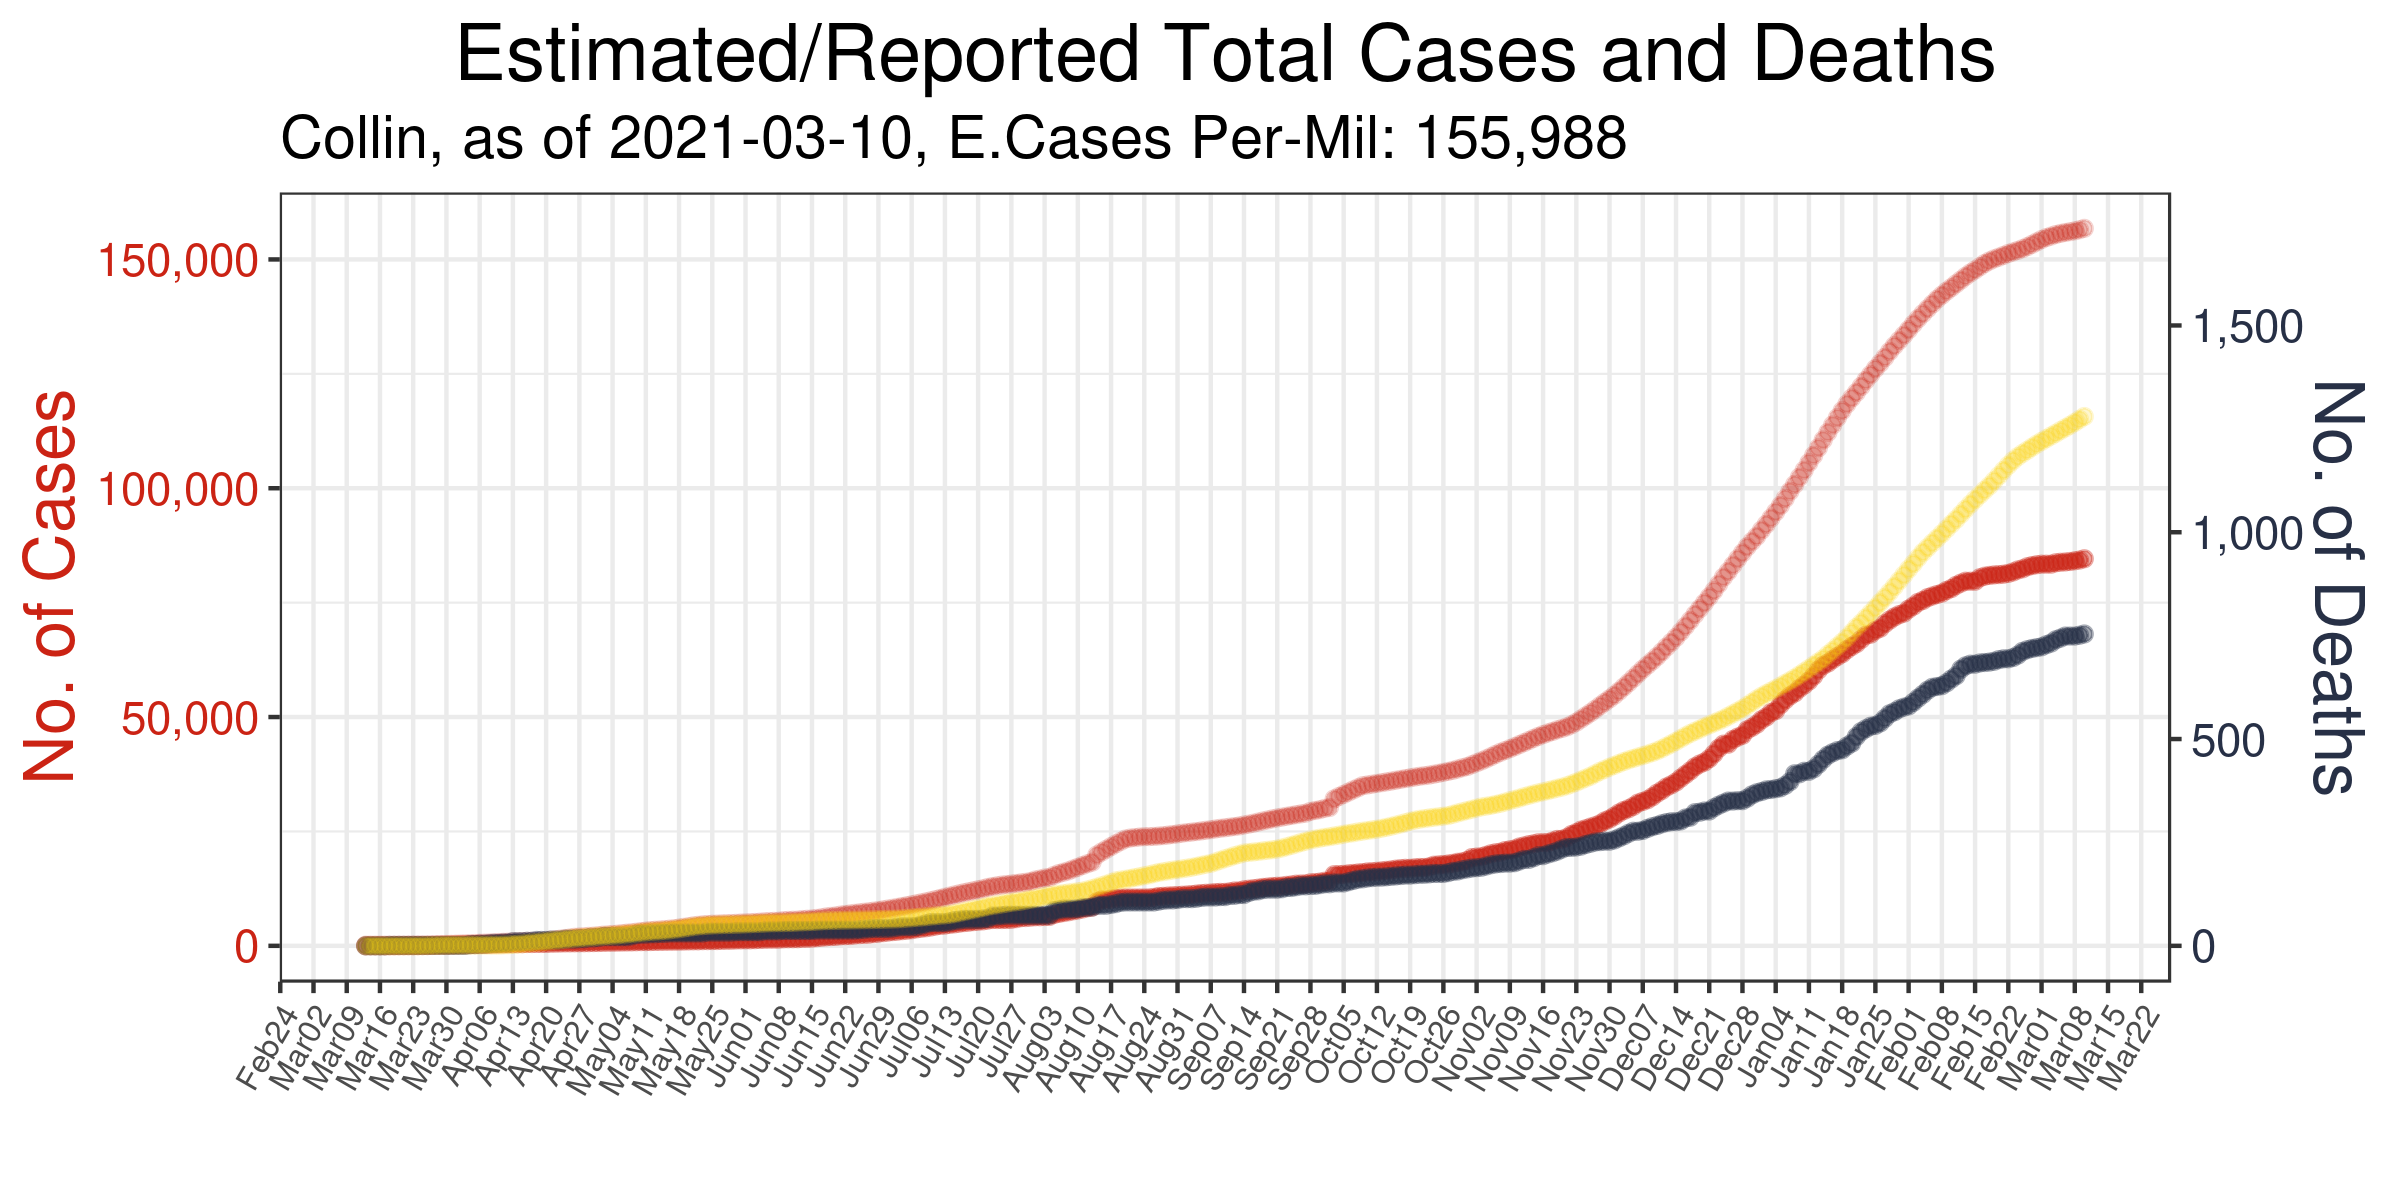 Estimated/Reported Total Cases and Deaths
Collin, as of 2021-03-10, E.Cases Per-Mil: 155,988
No. of Cases
150,000
100,000
50,000
0
1,500
1,000
500
0
No. of Deaths
Feb24
Mar02
Mar09
Mar16
Mar23
Mar30
Apr06
Apr13
Apr20
Apr27
May04
May11
May18
May25
Jun01
Jun08
Jun15
Jun22
Jun29
Jul06
Jul13
Jul20
Jul27
Aug03
Aug10
Aug17
Aug24
Aug31
Sep07
Sep14
Sep21
Sep28
Oct05
Oct12
Oct19
Oct26
Nov02
Nov09
Nov16
Nov23
Nov30
Dec07
Dec14
Dec21
Dec28
Jan04
Jan11
Jan18
Jan25
Feb01
Feb08
Feb15
Feb22
Mar01
Mar08
Mar15
Mar22